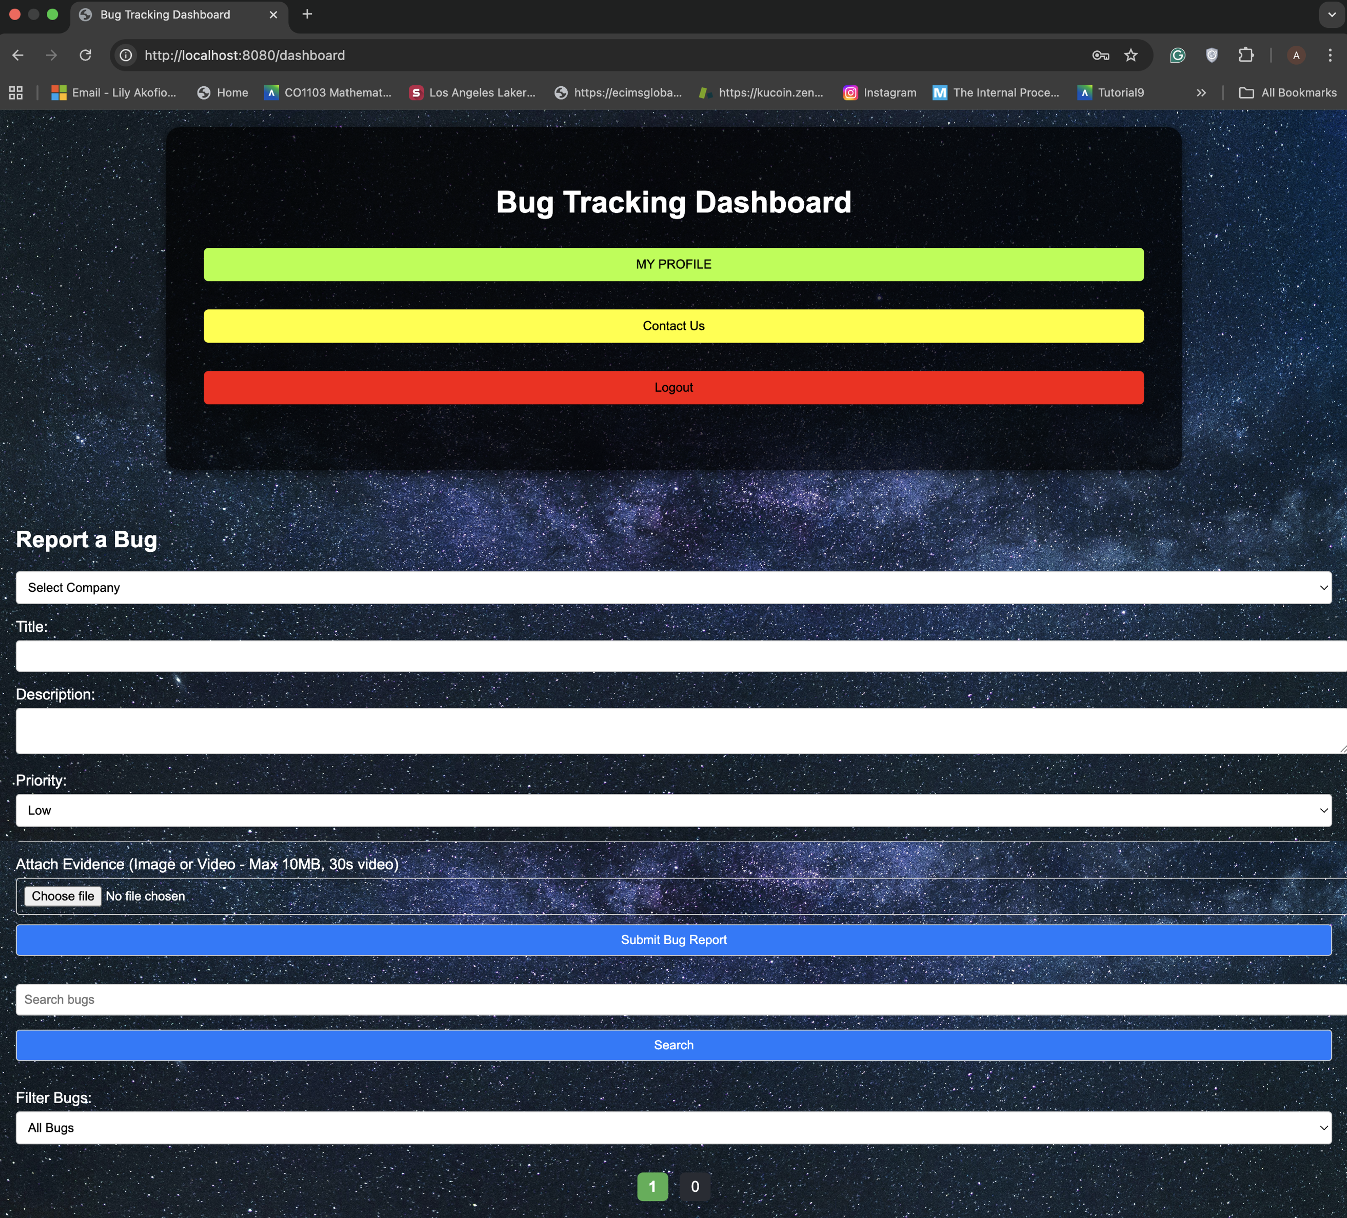 Bug Tracking Dashboard
http://localhost:8080/dashboard
Email - Lily Akofio...
Home
CO1103 Mathemat...
Los Angeles Laker...
https://ecimsgloba...
https://kucoin.zen...
Instagram
The Internal Proce...
Tutorial9
All Bookmarks
A
Bug Tracking Dashboard
MY PROFILE
Contact Us
Logout
Report a Bug
Select Company
Title:
Description:
Priority:
Low
Attach Evidence (Image or Video - Max 10MB, 30s video)
Choose file No file chosen
Submit Bug Report
Search bugs
Search
Filter Bugs:
All Bugs
1 0